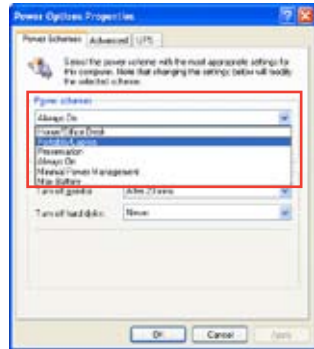 Power Options Properties
Power Schemes Advanced UPS
Select the power scheme with the most appropriate settings for
this computer. Note that changing the settings below will modify
the selected scheme.
Power schemes
Always On
Home/Office Desk
Portable/Laptop
Presentation
Always On
Minimal Power Management
Max Battery
Turn off monitor: After 20 mins
Turn off hard disks: Never
OK Cancel Apply